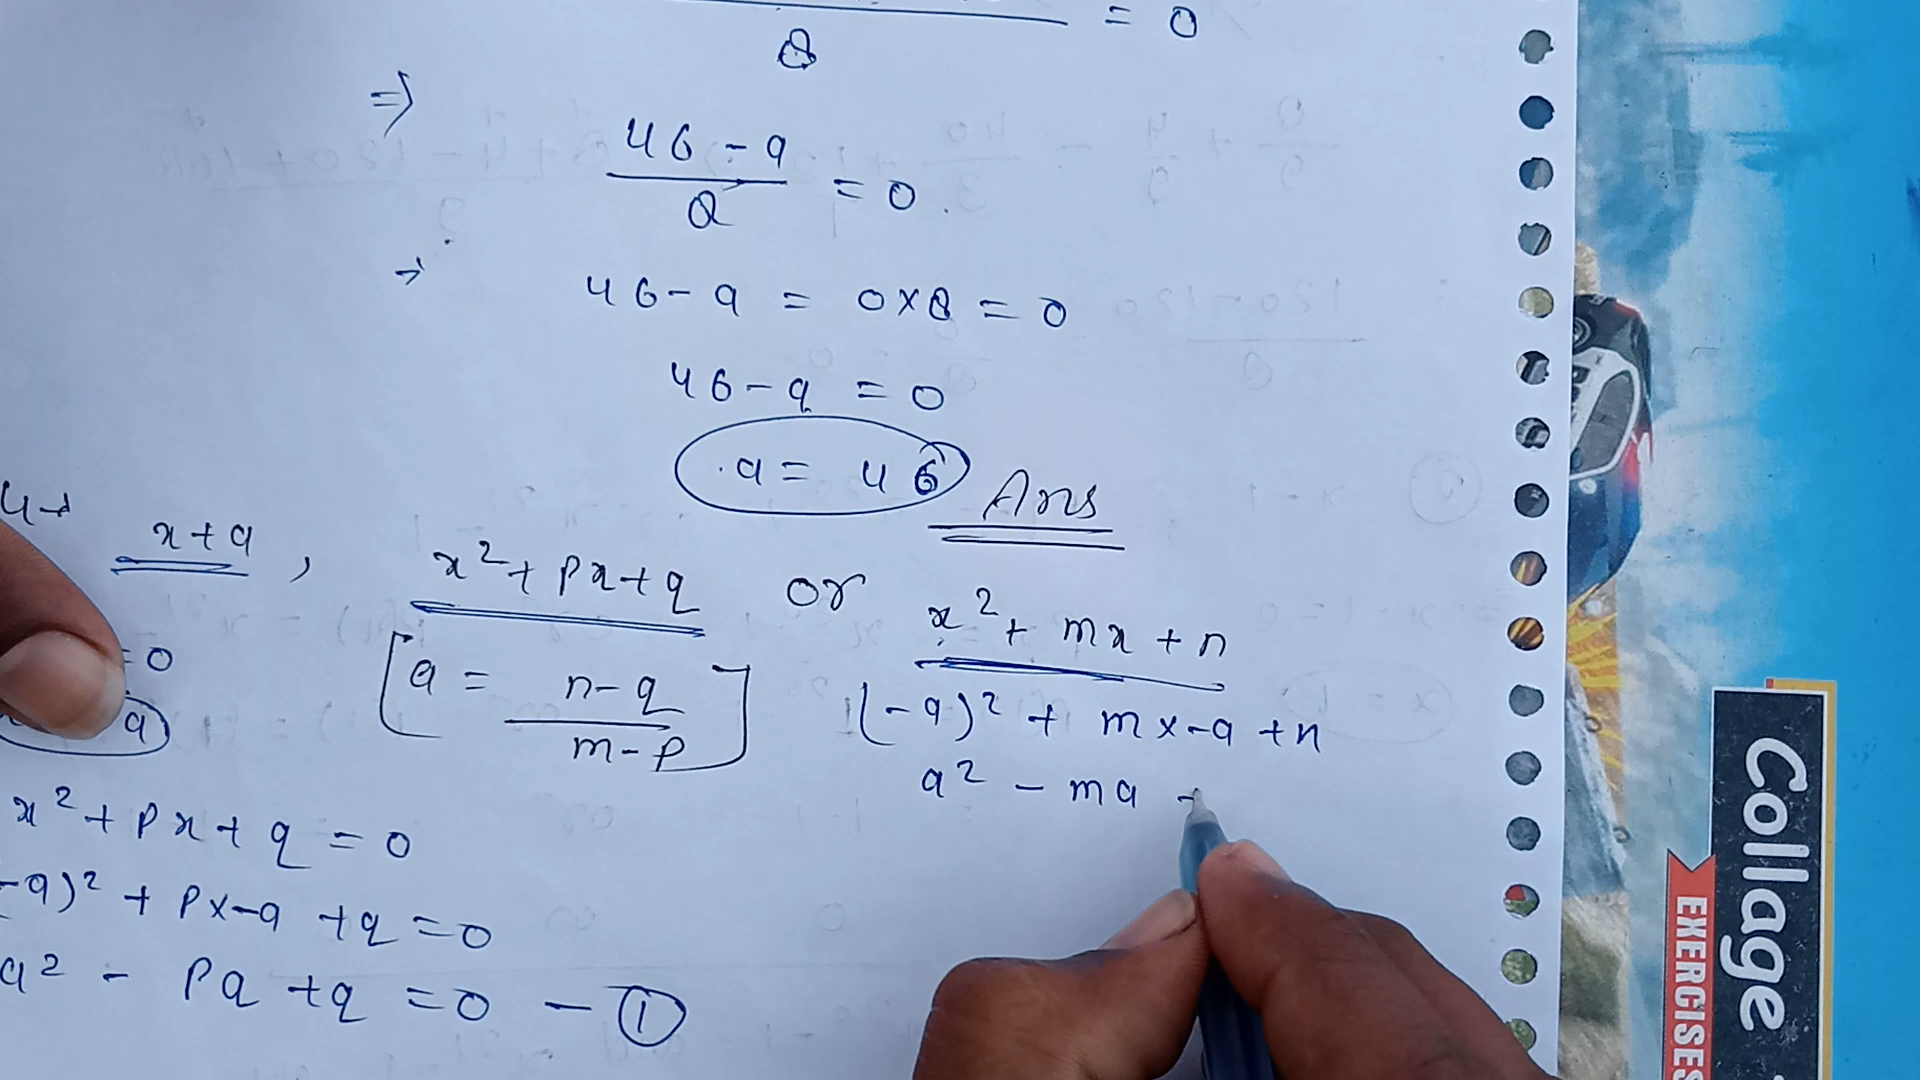 = 0
8
⇒
46 - a
8 = 0
→
46 - a = 0×8 = 0
46 - a = 0
a = 46 Ans
4→ x + a , x² + px + q or x² + mx + n
= 0
a
[a = n - q / m - p]
(-a)² + m×-a + n
a² - ma
x² + px + q = 0
-a)² + p×-a + q = 0
a² - pa + q = 0 - ①
Collage
EXERCISES